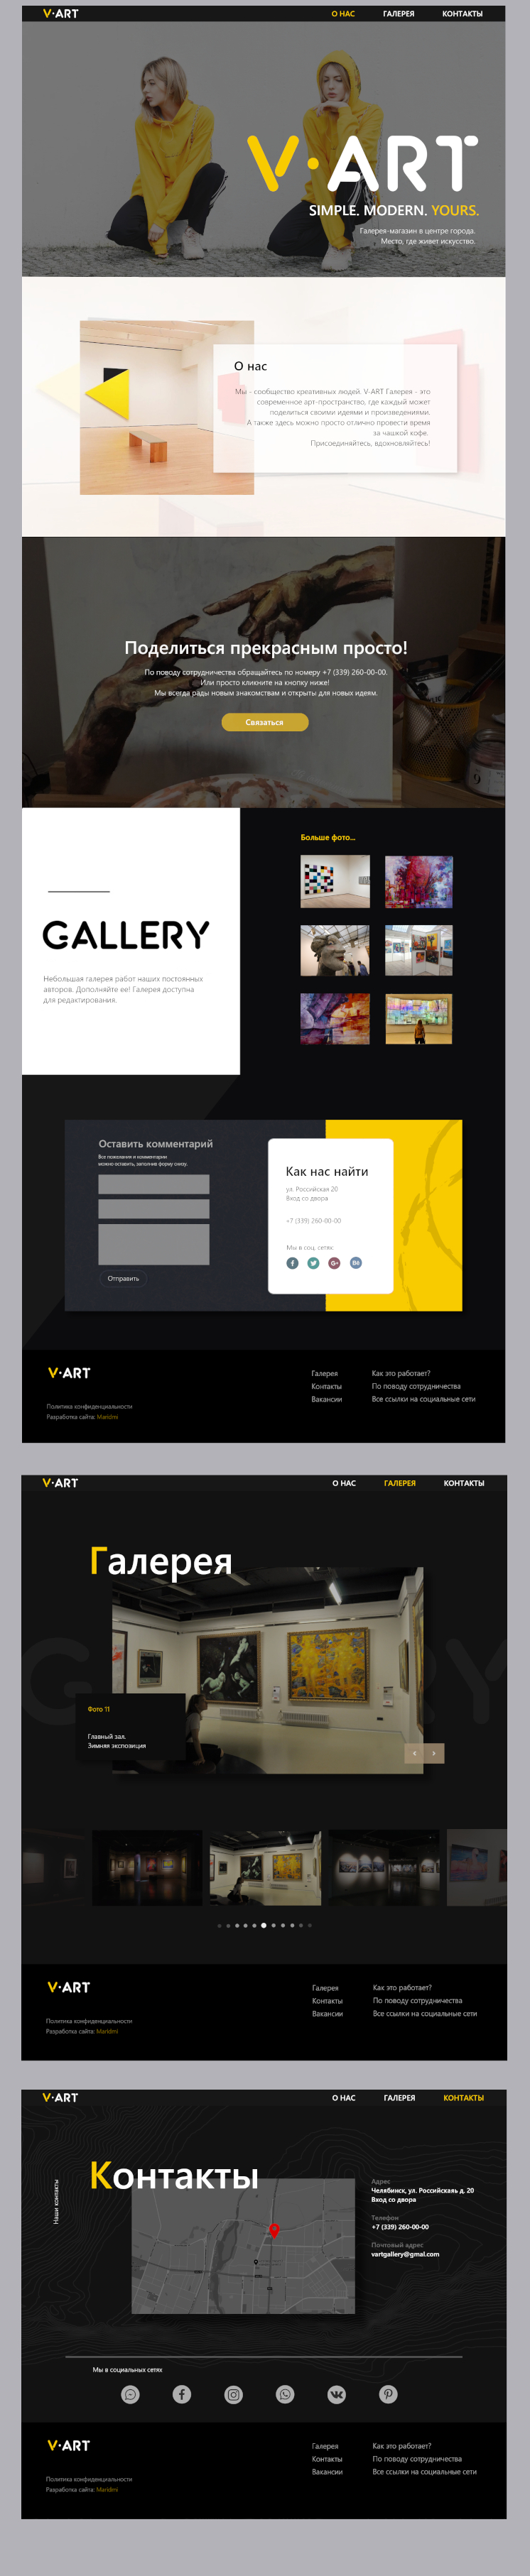 V·ART
О НАС
ГАЛЕРЕЯ
КОНТАКТЫ
V·ART
SIMPLE. MODERN. YOURS.
Галерея-магазин в центре города.
Место, где живет искусство.
О нас
Мы - сообщество креативных людей. V-ART Галерея - это
современное арт-пространство, где каждый может
поделиться своими идеями и произведениями.
А также здесь можно просто отлично провести время
за чашкой кофе.
Присоединяйтесь, вдохновляйтесь!
Поделиться прекрасным просто!
По поводу сотрудничества обращайтесь по номеру +7 (339) 260-00-00.
Или просто кликните на кнопку ниже!
Мы всегда рады новым знакомствам и открыты для новых идеям.
Связаться
GALLERY
Небольшая галерея работ наших постоянных
авторов. Дополняйте ее! Галерея доступна
для редактирования.
Больше фото...
Оставить комментарий
Все пожелания и комментарии
можно оставить, заполнив форму снизу.
Отправить
Как нас найти
ул. Российская 20
Вход со двора
+7 (339) 260-00-00
Мы в соц. сетях
V·ART
Политика конфиденциальности
Разработка сайта:
Галерея
Контакты
Вакансии
Как это работает?
По поводу сотрудничества
Все ссылки на социальные сети
V·ART
О НАС
ГАЛЕРЕЯ
КОНТАКТЫ
GALLERY
Галерея
Фото 11
Главный зал.
Зимняя экспозиция
V·ART
Политика конфиденциальности
Разработка сайта:
Галерея
Контакты
Вакансии
Как это работает?
По поводу сотрудничества
Все ссылки на социальные сети
V·ART
О НАС
ГАЛЕРЕЯ
КОНТАКТЫ
Контакты
Наши контакты
Адрес
Челябинск, ул. Российскаяь д. 20
Вход со двора
Телефон
+7 (339) 260-00-00
Почтовый адрес
vartgallery@gmal.com
Мы в социальных сетях
V·ART
Политика конфиденциальности
Разработка сайта:
Галерея
Контакты
Вакансии
Как это работает?
По поводу сотрудничества
Все ссылки на социальные сети